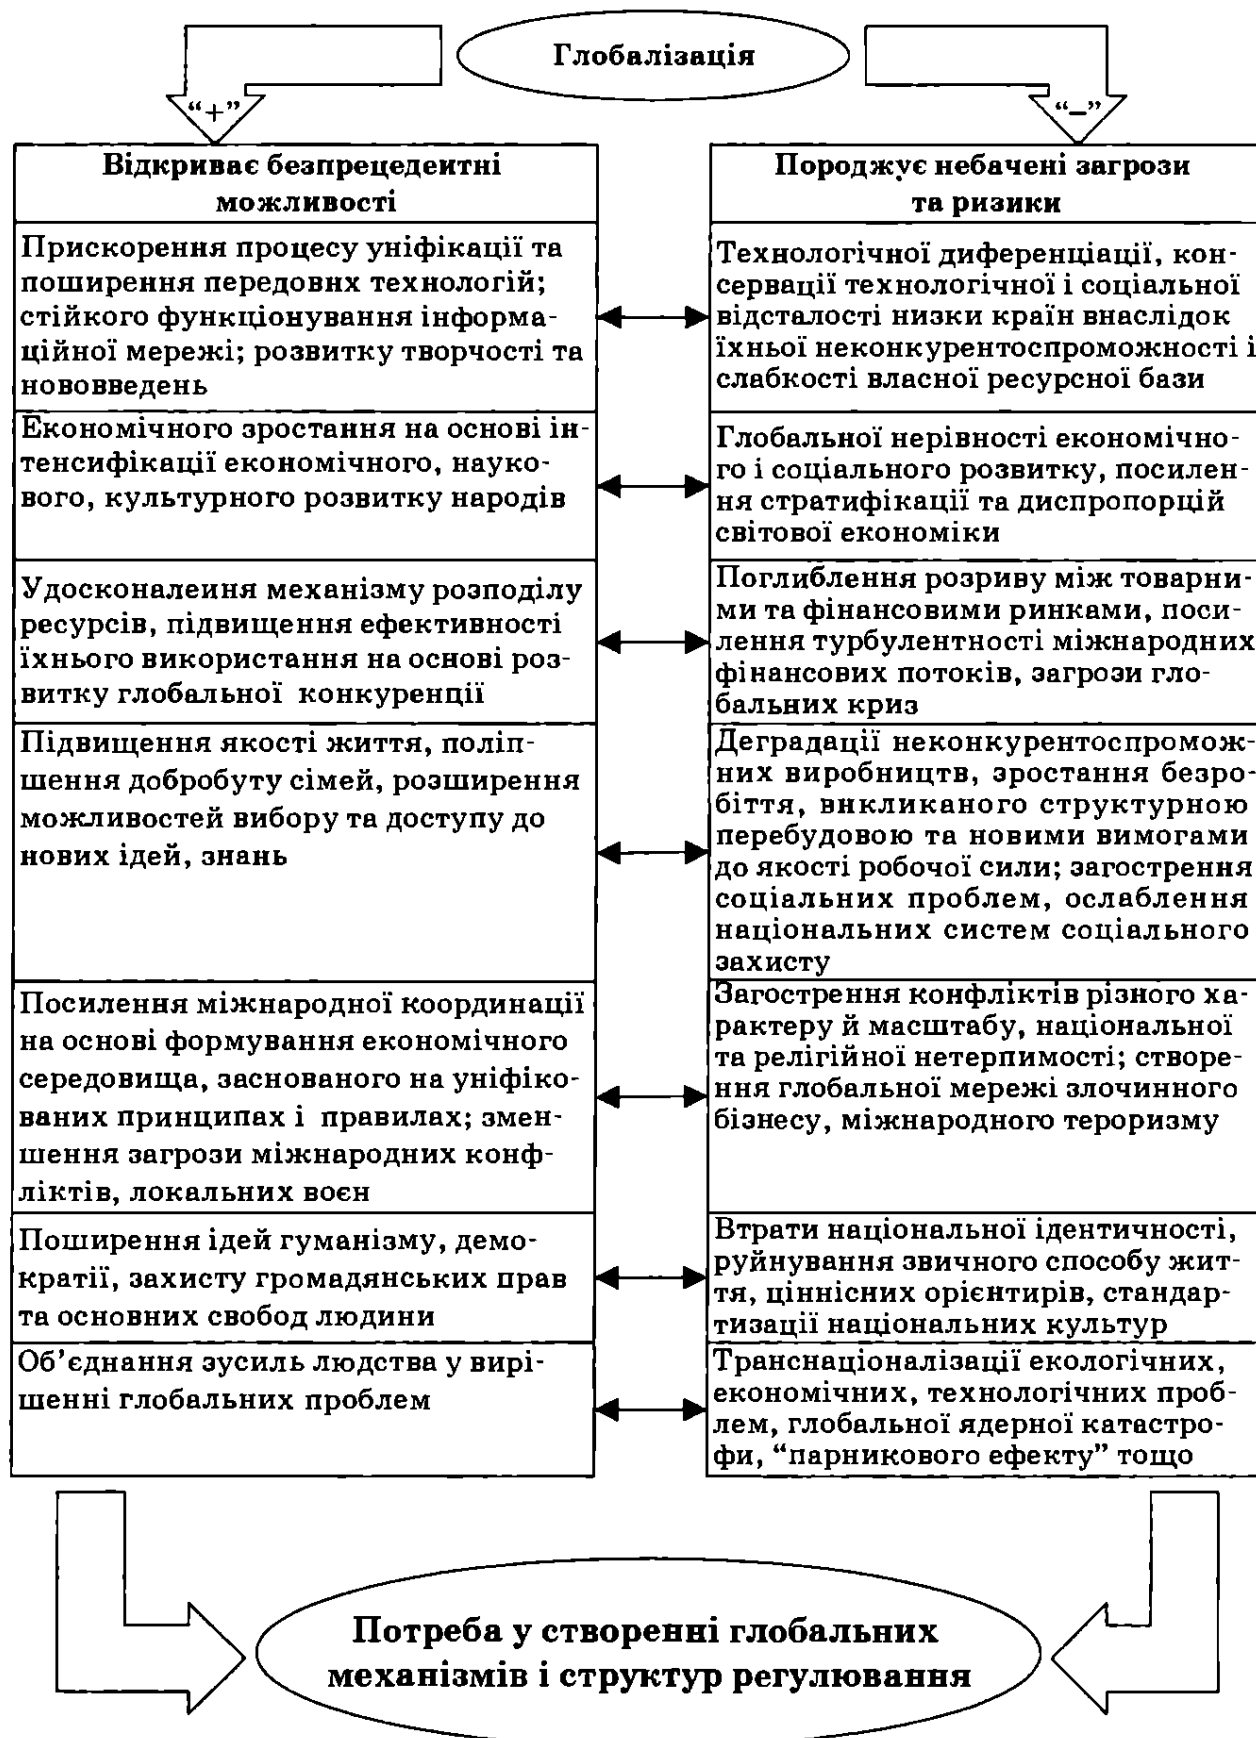 Глобалізація
“+”
“–”
Відкриває безпрецедеитні
можливості
Прискорення процесу уніфікації та
поширення передовнх технологій;
стійкого функціонування інформа-
ційної мережі; розвитку творчості та
нововведень
Економічного зростання на основі ін-
тенсифікації економічного, науко-
вого, культурного розвитку народів
Удосконалеиня механізму розподілу
ресурсів, підвищення ефективності
їхнього використання на основі роз-
витку глобальної конкуренції
Підвищення якості життя, поліп-
шення добробуту сімей, розширення
можливостей вибору та доступу до
нових ідей, знань
Посилення міжнародної координації
на основі формування економічного
середовища, заснованого на уніфіко-
ваних принципах і правилах; змен-
шення загрози міжнародних конф-
ліктів, локальних воєн
Поширення ідей гуманізму, демо-
кратії, захисту громадянських прав
та основних свобод людини
Об’єднання зусиль людства у вирі-
шенні глобальних проблем
Породжує небачені загрози
та ризики
Технологічної диференціації, кон-
сервації технологічної і соціальної
відсталості низки країн внаслідок
їхньої неконкурентоспроможності і
слабкості власної ресурсної бази
Глобальної нерівності економічно-
го і соціального розвитку, посилен-
ня стратифікації та диспропорцій
світової економіки
Поглиблення розриву між товарни-
ми та фінансовими ринками, поси-
лення турбулентності міжнародних
фінансових потоків, загрози гло-
бальних криз
Деградації неконкурентоспромож-
них виробництв, зростання безро-
біття, внкликаного структурною
перебудовою та новими вимогами
до якості робочої сили; загострення
соціальних проблем, ослаблення
національних систем соціального
захисту
Загострення конфліктів різного ха-
рактеру й масштабу, національної
та релігійної нетерпимості; створе-
ння глобальної мережі злочинного
бізнесу, міжнародного тероризму
Втрати національної ідентичності,
руйнування звичного способу жит-
тя, ціннісних орієнтирів, стандар-
тизації національних культур
Транснаціоналізації екологічних,
економічних, технологічних проб-
лем, глобальної ядерної катастро-
фи, “парникового ефекту” тощо
Потреба у створенні глобальних
механізмів і структур регулювання